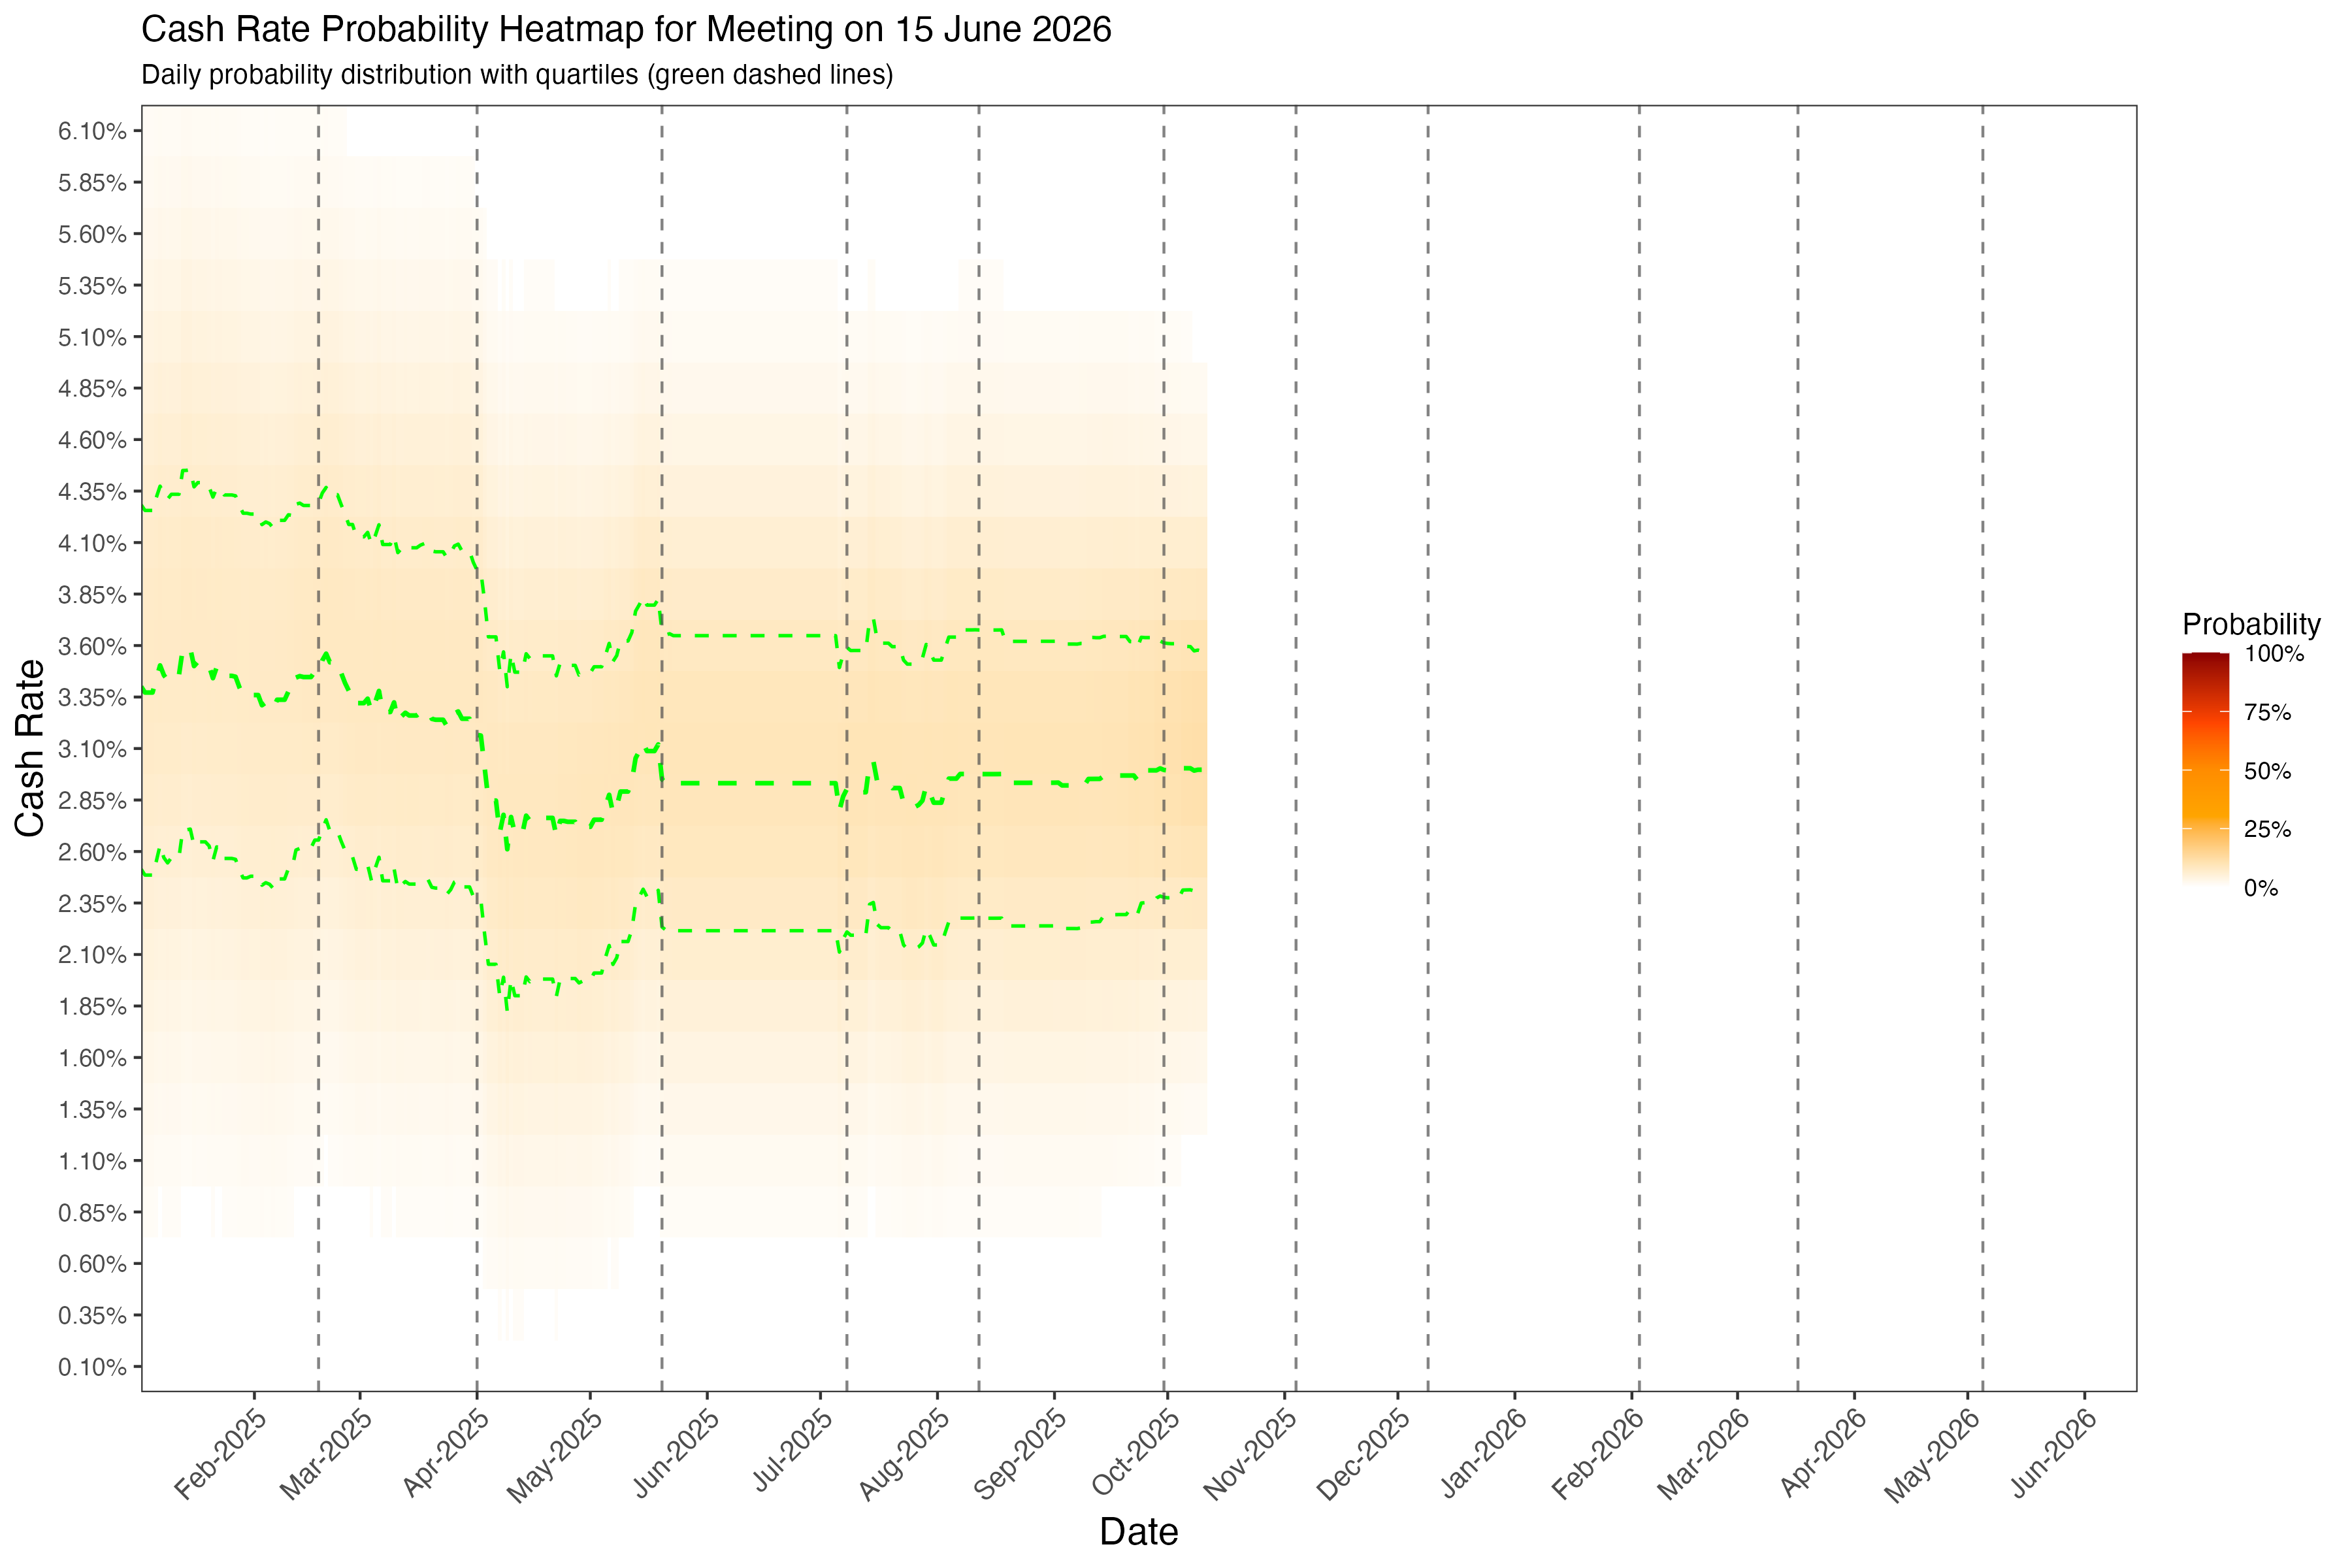 Cash Rate Probability Heatmap for Meeting on 15 June 2026
Daily probability distribution with quartiles (green dashed lines)
Cash Rate
6.10%
5.85%
5.60%
5.35%
5.10%
4.85%
4.60%
4.35%
4.10%
3.85%
3.60%
3.35%
3.10%
2.85%
2.60%
2.35%
2.10%
1.85%
1.60%
1.35%
1.10%
0.85%
0.60%
0.35%
0.10%
Feb-2025
Mar-2025
Apr-2025
May-2025
Jun-2025
Jul-2025
Aug-2025
Sep-2025
Oct-2025
Nov-2025
Dec-2025
Jan-2026
Feb-2026
Mar-2026
Apr-2026
May-2026
Jun-2026
Date
Probability
100%
75%
50%
25%
0%